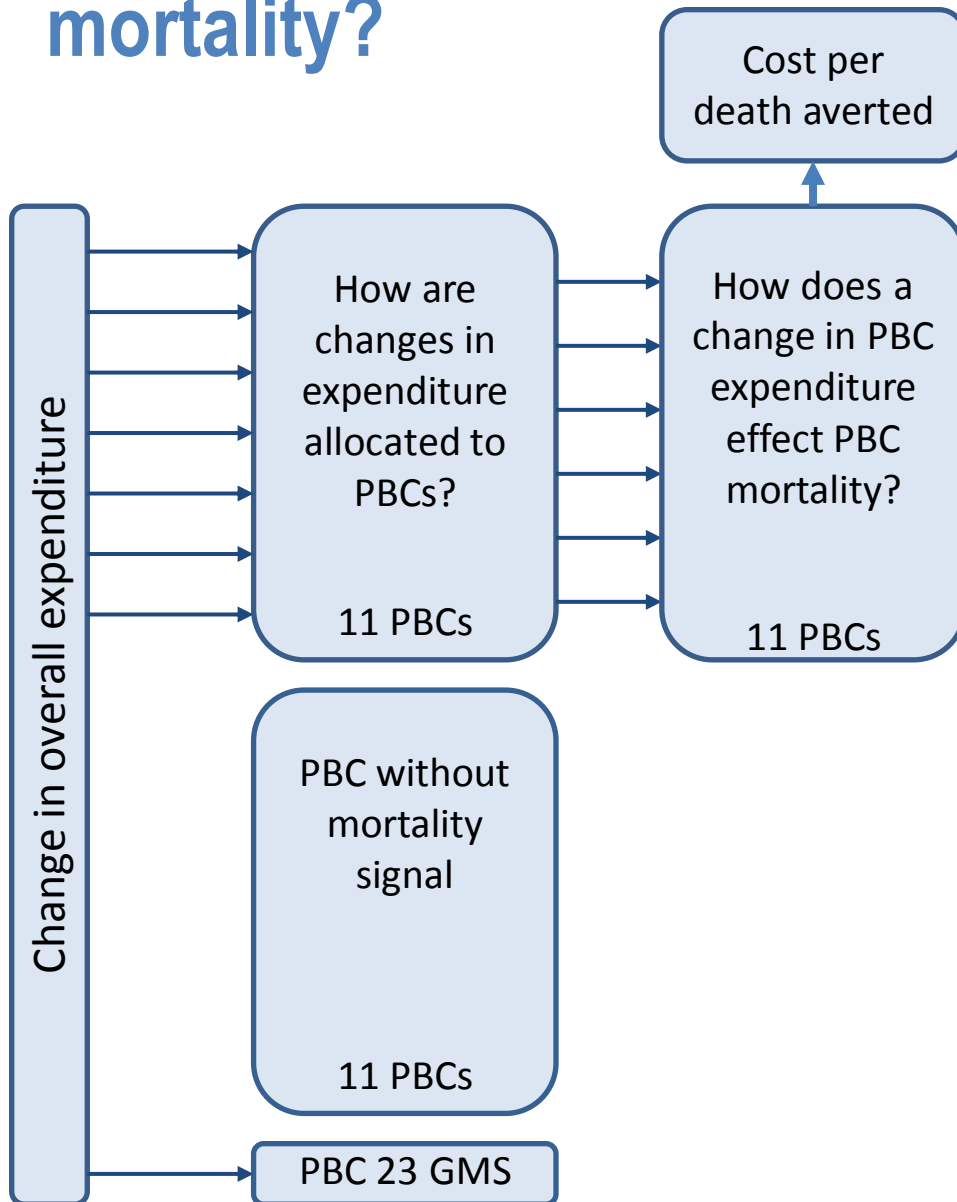 mortality?
Cost per
death averted
Change in overall expenditure
How are
changes in
expenditure
allocated to
PBCs?
11 PBCs
How does a
change in PBC
expenditure
effect PBC
mortality?
11 PBCs
PBC without
mortality
signal
11 PBCs
PBC 23 GMS